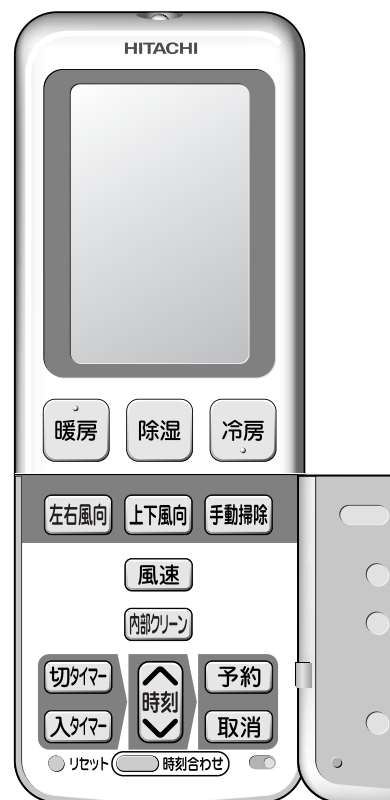 HITACHI
暖房 除湿 冷房
左右風向 上下風向 手動掃除
風速
内部クリーン
切タイマー 時刻 予約
入タイマー 取消
リセット 時刻合わせ